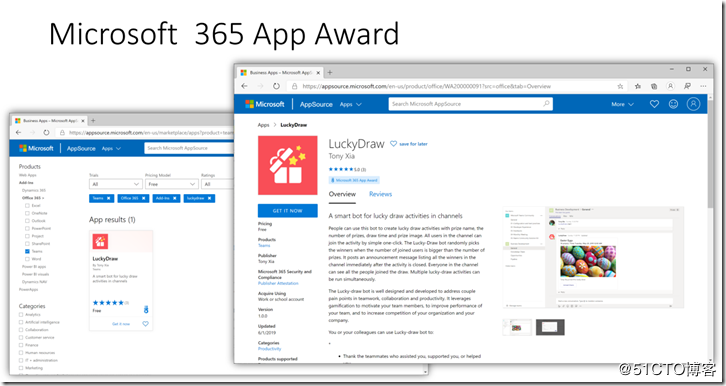 Microsoft 365 App Award
Business Apps – Microsoft App
https://appsource.microsoft.com/en-us/product/office/WA200000091?src=office&tab=Overview
Microsoft
AppSource
Apps
Search Microsoft AppSource
More
Apps > LuckyDraw
LuckyDraw
save for later
Tony Xia
Microsoft 365 App Award
Overview
Reviews
GET IT NOW
Products
Teams
Publisher
Tony Xia
Microsoft 365 Security and
Compliance
Publisher Attestation
Acquire Using
Work or school account
Version
1.0.0
Updated
6/1/2019
Categories
Productivity
Products supported
A smart bot for lucky draw activities in channels
People can use this bot to create lucky draw activities with prize name, the
number of prizes, draw time and prize image. All users in the channel can
join the activity by simple one-click. The Lucky Draw bot randomly picks
the winners when the number of joined users is bigger than the number of
prizes. It posts an announcement message listing all the winners in the
channel immediately after the activity is closed. Everyone in the channel
can see all the people joined the draw. Multiple lucky-draw activities can
be run simultaneously.
The Lucky-draw bot is well designed and developed to address couple
pain points in teamwork, collaboration and productivity. It leverages
gamification to motivate your team members, to improve performance of
your team, and to increase competition of your organization and your
company.
You or your colleagues can use Lucky-draw bot to:
• Thank the teammates who assisted you, supported you, or helped
Business Apps – Microsoft App
https://appsource.microsoft.com/en-us/marketplace/apps?product=team
Microsoft
AppSource
Apps
Search Microsoft AppSource
Products
Web Apps
Add-Ins
Dynamics 365
Office 365
Excel
OneNote
Outlook
PowerPoint
Project
SharePoint
Teams
Word
Power BI apps
Power BI visuals
Dynamics NAV
PowerApps
Categories
Analytics
Artificial intelligence
Collaboration
Customer service
Finance
Human resources
IT + administration
Marketing
Trials
All
Pricing Model
Free
Ratings
All
Teams
Office 365
Add-Ins
luckydraw
App results (1)
LuckyDraw
By Tony Xia
Teams
A smart bot for lucky draw
activities in channels
Free
Get it now
@51CTO博客